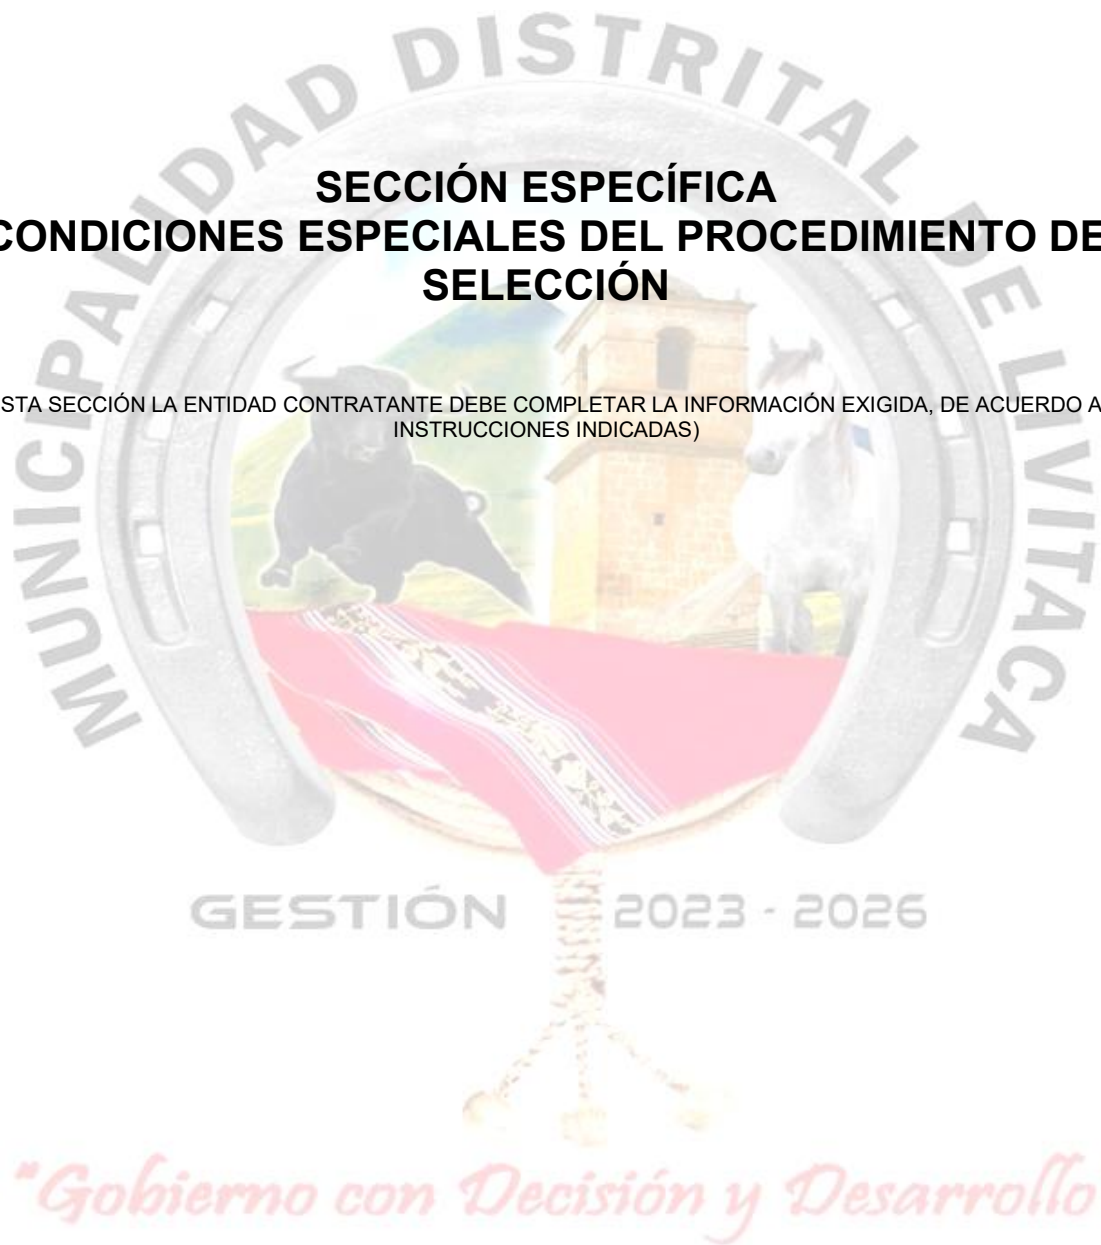 MUNICIPALIDAD DISTRITAL DE LIVITACA
SECCIÓN ESPECÍFICA
CONDICIONES ESPECIALES DEL PROCEDIMIENTO DE
SELECCIÓN
STA SECCIÓN LA ENTIDAD CONTRATANTE DEBE COMPLETAR LA INFORMACIÓN EXIGIDA, DE ACUERDO A
INSTRUCCIONES INDICADAS)
GESTIÓN 2023 - 2026
"Gobierno con Decisión y Desarrollo